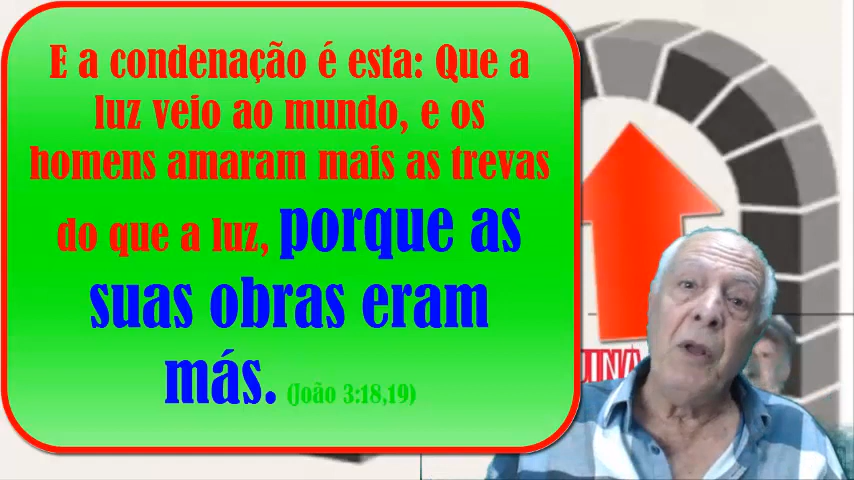 E a condenação é esta: Que a
luz veio ao mundo, e os
homens amaram mais as trevas
do que a luz, porque as
suas obras eram
más. (João 3:18,19)
UINA